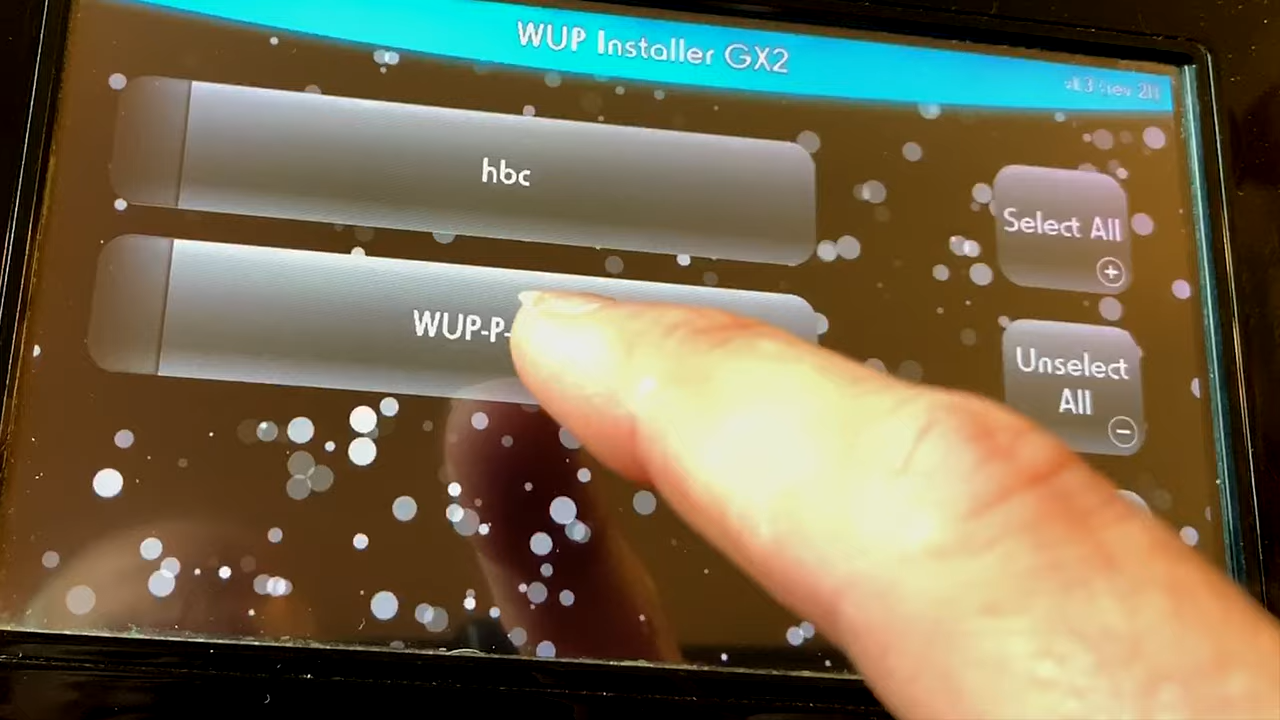 WUP Installer GX2
hbc
Select All
WUP-P-
Unselect
All